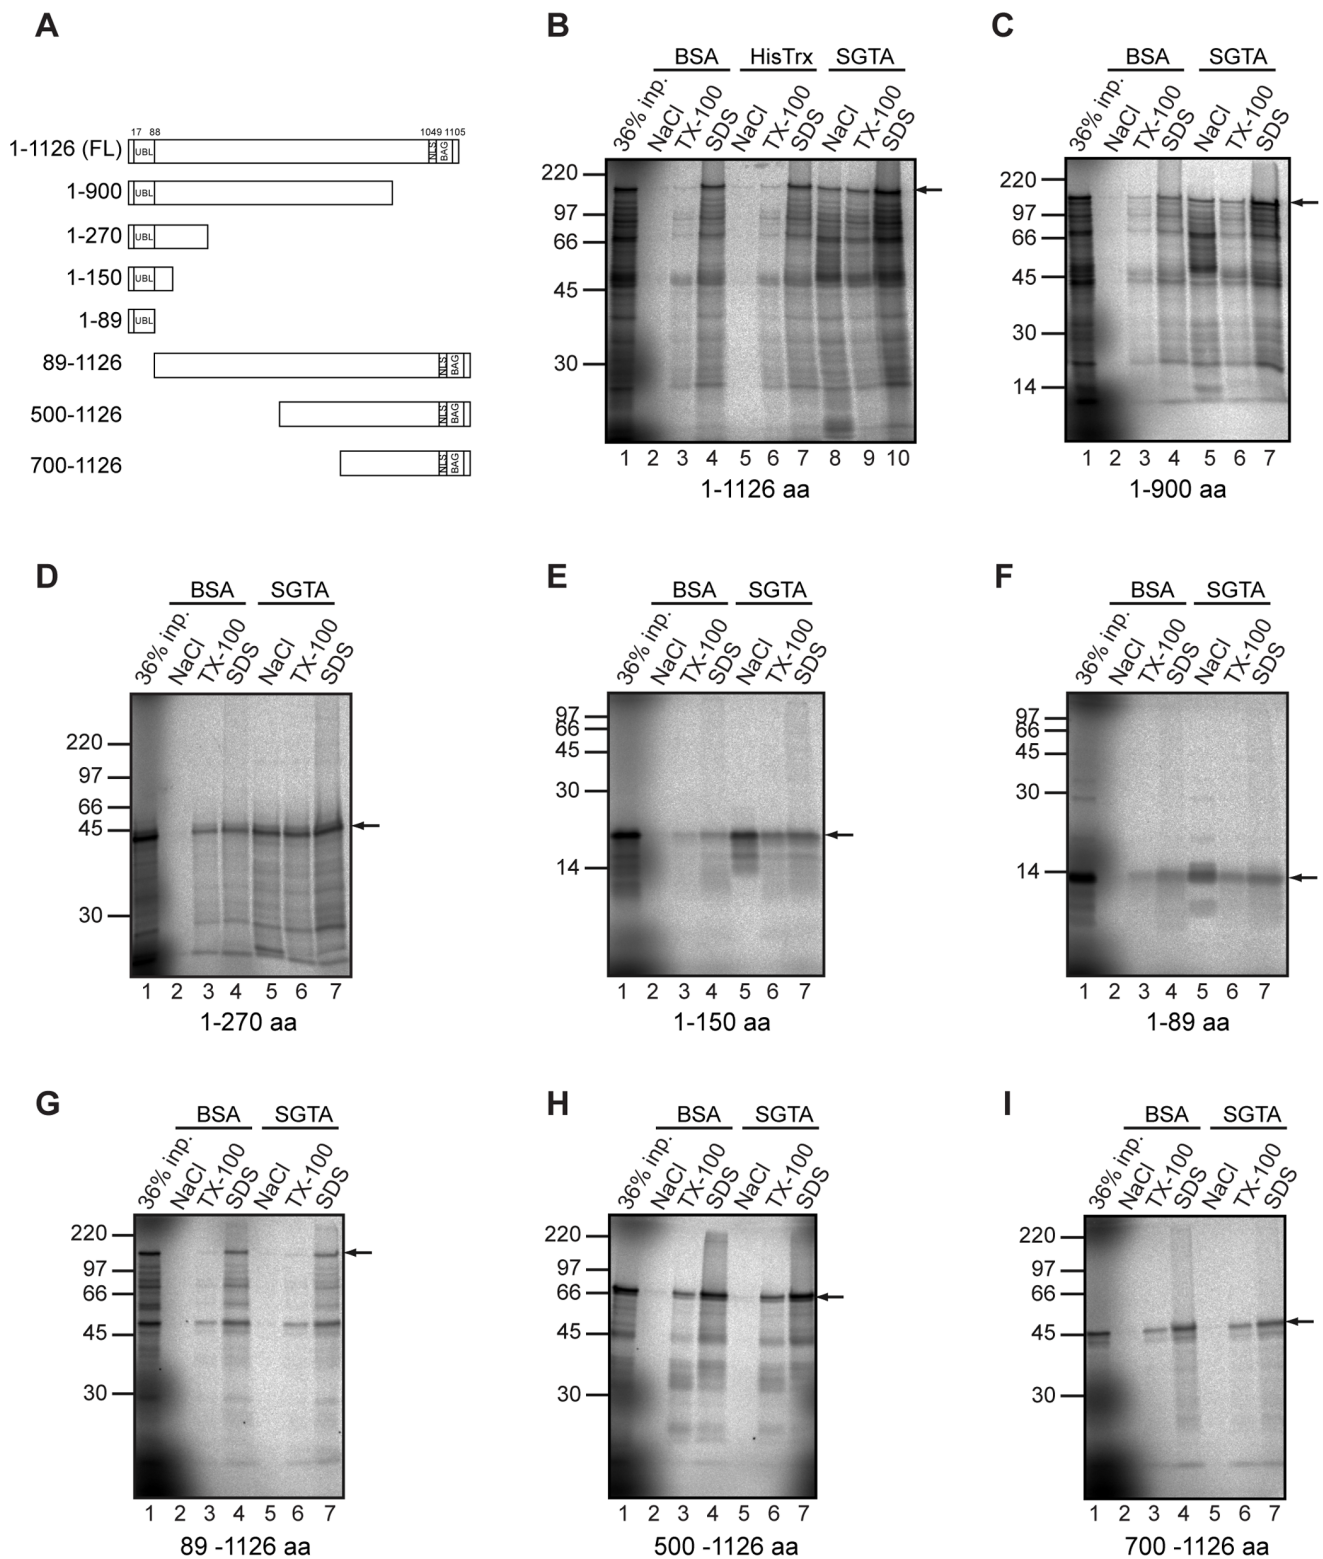 A
17 88 1049 1105
1-1126 (FL) UBL NLS BAG
1-900 UBL
1-270 UBL
1-150 UBL
1-89 UBL
89-1126 NLS BAG
500-1126 NLS BAG
700-1126 NLS BAG
B
BSA HisTrx SGTA
36% inp. NaCl TX-100 SDS NaCl TX-100 SDS NaCl TX-100 SDS
220
97
66
45
30
1 2 3 4 5 6 7 8 9 10
1-1126 aa
C
BSA SGTA
36% inp. NaCl TX-100 SDS NaCl TX-100 SDS
220
97
66
45
30
14
1 2 3 4 5 6 7
1-900 aa
D
BSA SGTA
36% inp. NaCl TX-100 SDS NaCl TX-100 SDS
220
97
66
45
30
1 2 3 4 5 6 7
1-270 aa
E
BSA SGTA
36% inp. NaCl TX-100 SDS NaCl TX-100 SDS
97
66
45
30
14
1 2 3 4 5 6 7
1-150 aa
F
BSA SGTA
36% inp. NaCl TX-100 SDS NaCl TX-100 SDS
97
66
45
30
14
1 2 3 4 5 6 7
1-89 aa
G
BSA SGTA
36% inp. NaCl TX-100 SDS NaCl TX-100 SDS
220
97
66
45
30
1 2 3 4 5 6 7
89 -1126 aa
H
BSA SGTA
36% inp. NaCl TX-100 SDS NaCl TX-100 SDS
220
97
66
45
30
1 2 3 4 5 6 7
500 -1126 aa
I
BSA SGTA
36% inp. NaCl TX-100 SDS NaCl TX-100 SDS
220
97
66
45
30
1 2 3 4 5 6 7
700 -1126 aa